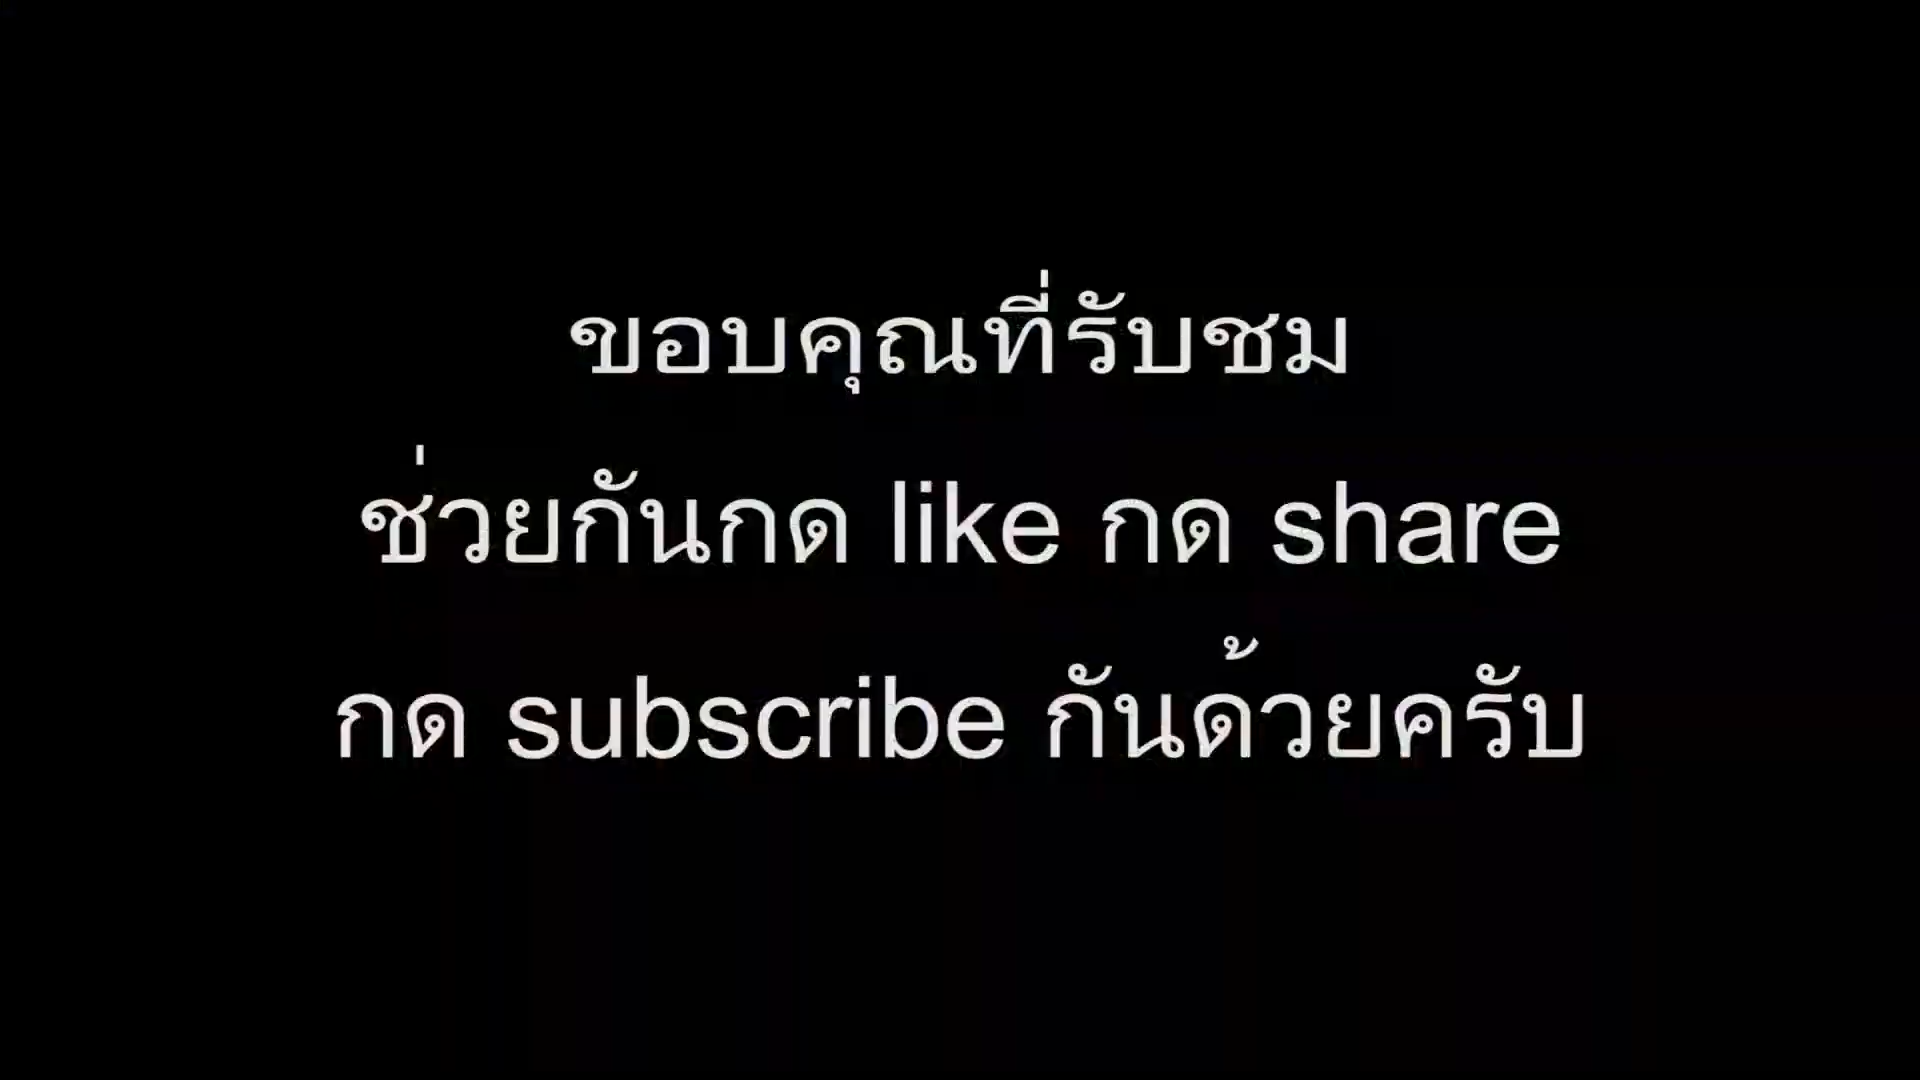 ขอบคุณที่รับชม
ช่วยกันกด like กด share
กด subscribe กันด้วยครับ